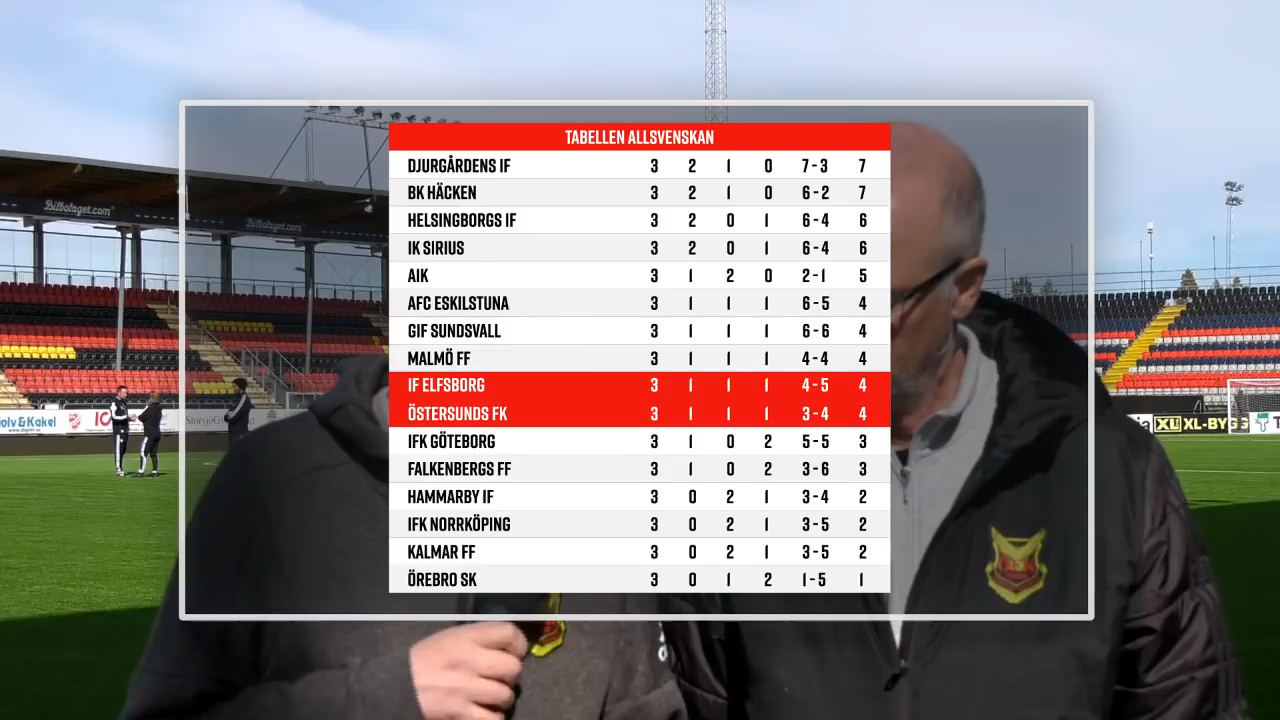 TABELLEN ALLSVENSKAN
DJURGÅRDENS IF 3 2 1 0 7-3 7
BK HÄCKEN 3 2 1 0 6-2 7
HELSINGBORGS IF 3 2 0 1 6-4 6
IK SIRIUS 3 2 0 1 6-4 6
AIK 3 1 2 0 2-1 5
AFC ESKILSTUNA 3 1 1 1 6-5 4
GIF SUNDSVALL 3 1 1 1 6-6 4
MALMÖ FF 3 1 1 1 4-4 4
IF ELFSBORG 3 1 1 1 4-5 4
ÖSTERSUNDS FK 3 1 1 1 3-4 4
IFK GÖTEBORG 3 1 0 2 5-5 3
FALKENBERGS FF 3 1 0 2 3-6 3
HAMMARBY IF 3 0 2 1 3-4 2
IFK NORRKÖPING 3 0 2 1 3-5 2
KALMAR FF 3 0 2 1 3-5 2
ÖREBRO SK 3 0 1 2 1-5 1
Bilbolaget.com
Bilbolaget.com
& Kakel
XL XL-BYGG